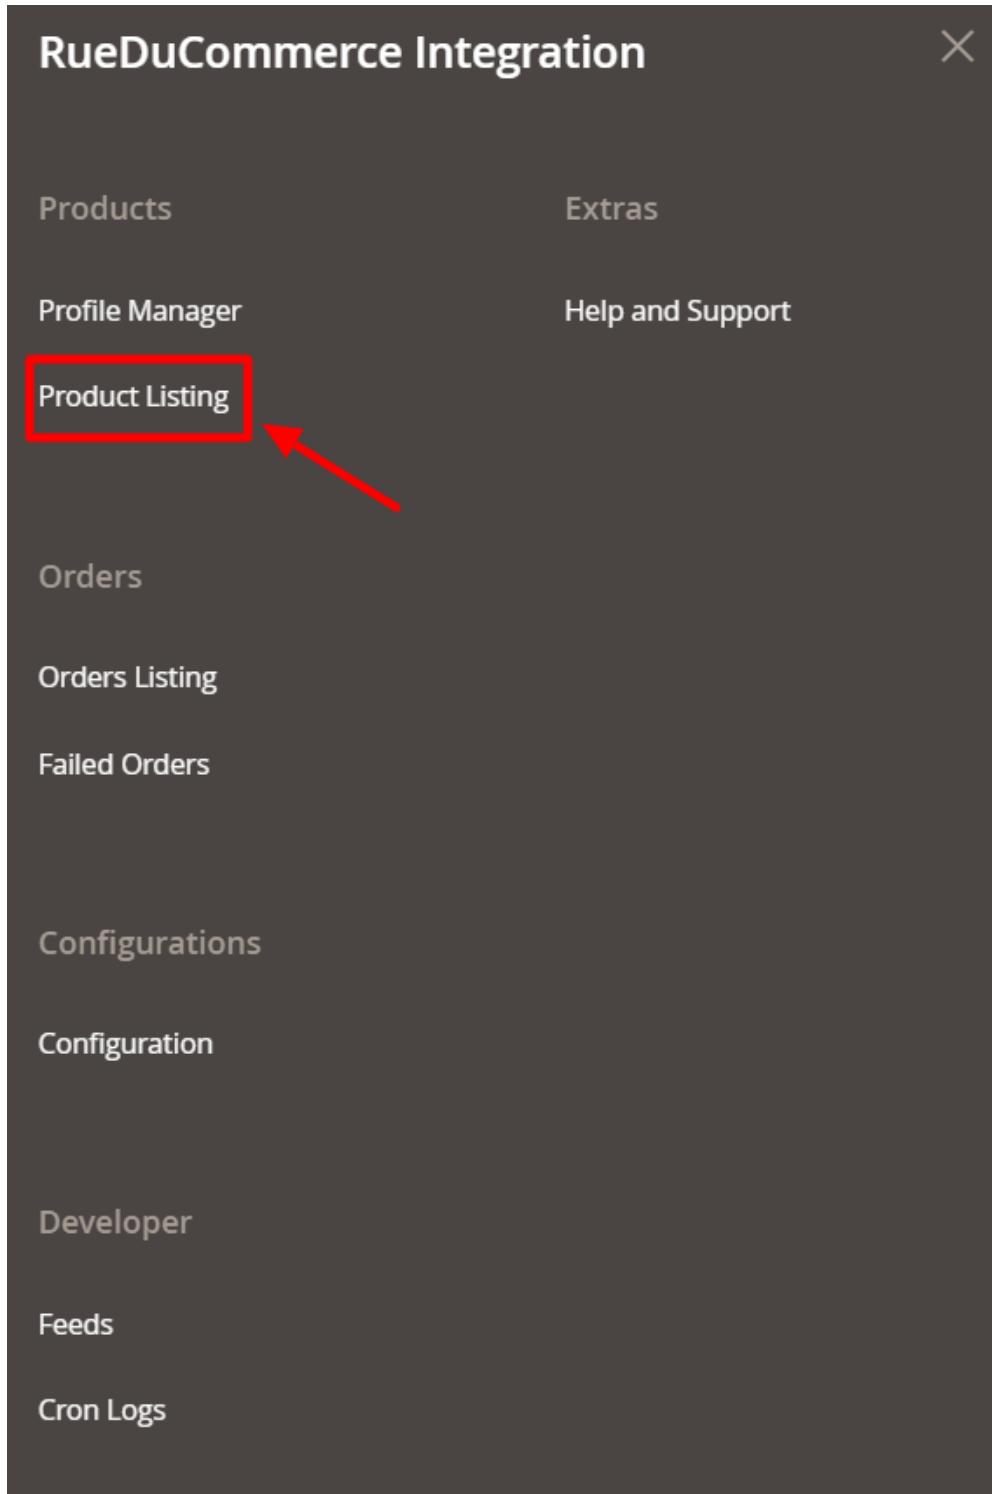 RueDuCommerce Integration
Products
Profile Manager
Product Listing
Orders
Orders Listing
Failed Orders
Configurations
Configuration
Developer
Feeds
Cron Logs
Extras
Help and Support